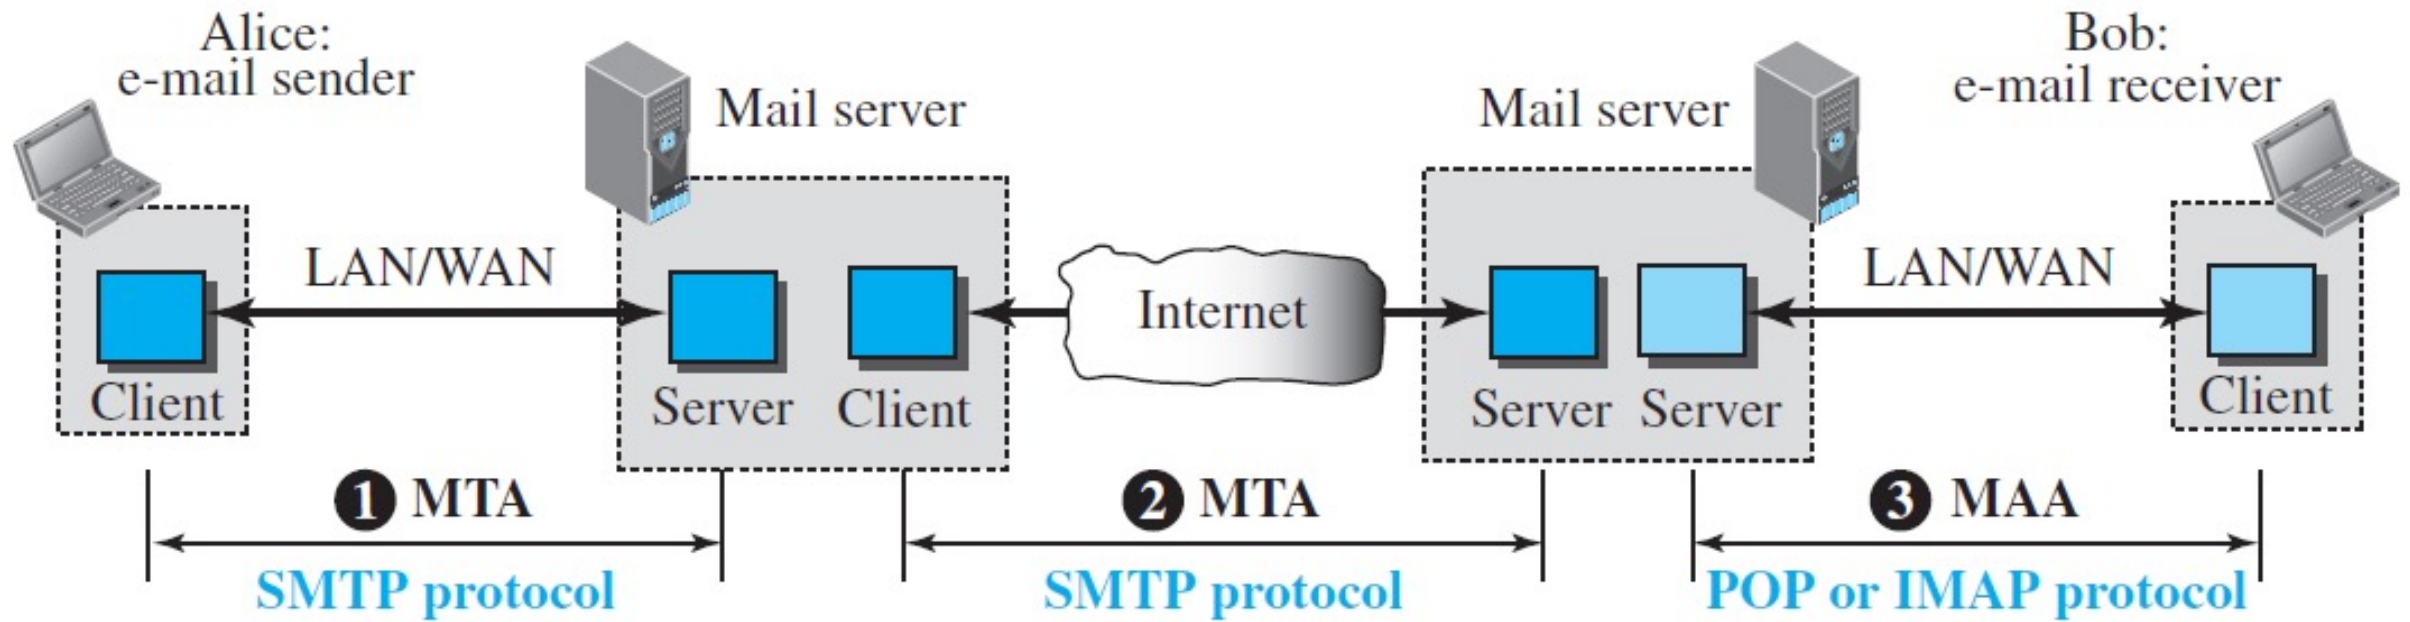 Alice:
e-mail sender
Mail server
Mail server
Bob:
e-mail receiver
LAN/WAN
Internet
LAN/WAN
Client
Server
Client
Server
Server
Client
1 MTA
2 MTA
3 MAA
SMTP protocol
SMTP protocol
POP or IMAP protocol